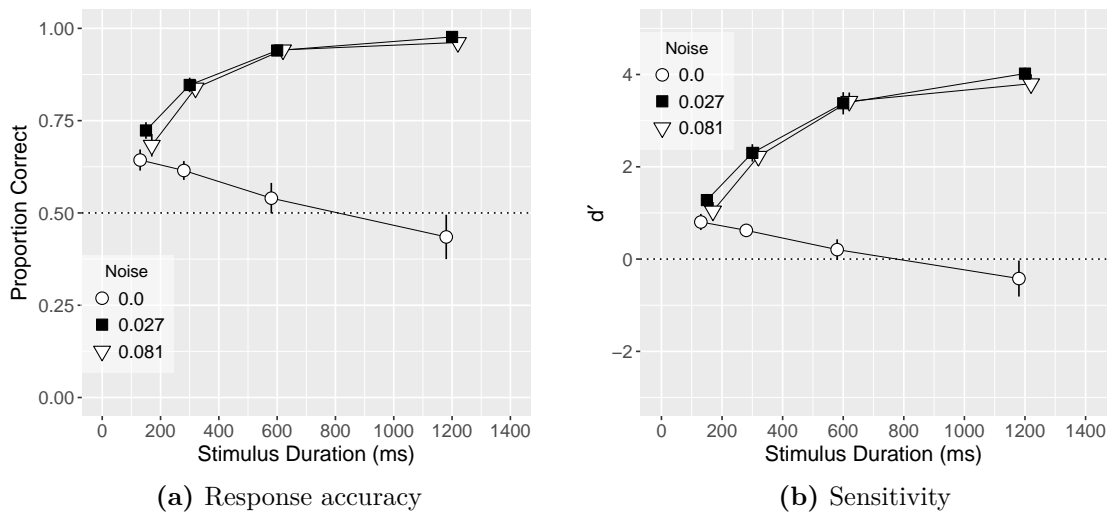 1.00
0.75
0.50
0.25
0.00
Proportion Correct
Noise
0.0
0.027
0.081
0 200 400 600 800 1000 1200 1400
Stimulus Duration (ms)
(a) Response accuracy
4
2
0
−2
d′
Noise
0.0
0.027
0.081
0 200 400 600 800 1000 1200 1400
Stimulus Duration (ms)
(b) Sensitivity